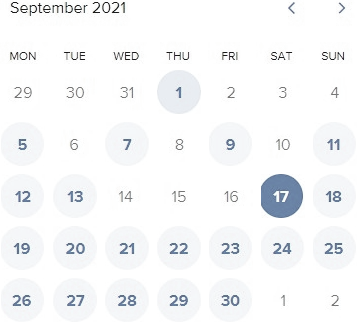 September 2021
MON TUE WED THU FRI SAT SUN
29 30 31 1 2 3 4
5 6 7 8 9 10 11
12 13 14 15 16 17 18
19 20 21 22 23 24 25
26 27 28 29 30 1 2